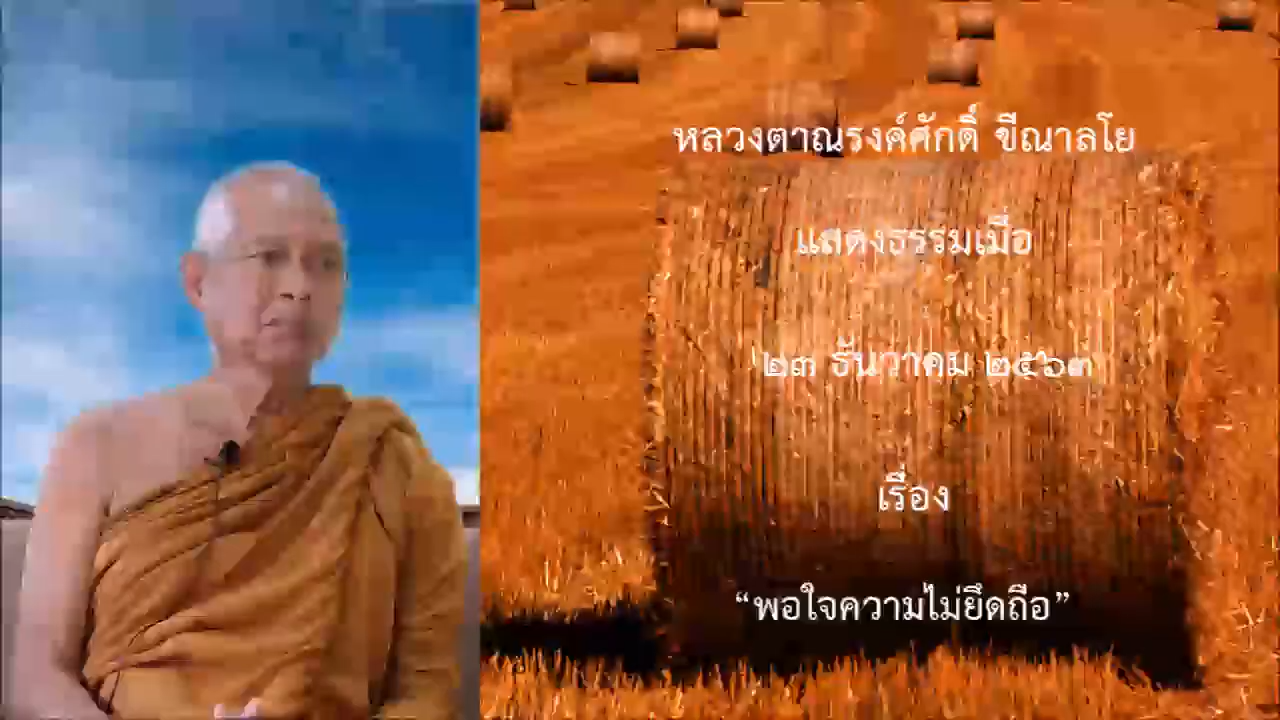 หลวงตาณรงค์ศักดิ์ ขีณาลโย
แสดงธรรมเมื่อ
๒๓ ธันวาคม ๒๕๖๓
เรื่อง
“พอใจความไม่ยึดถือ”